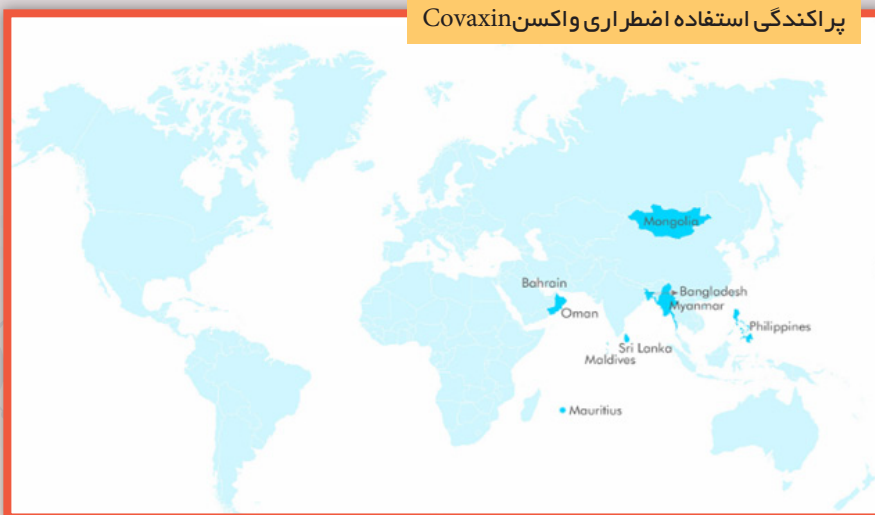 پراکندگی استفاده اضطراری واکسنCovaxin
Mongolia
Bahrain
Bangladesh
Oman
Myanmar
Philippines
Sri Lanka
Maldives
Mauritius